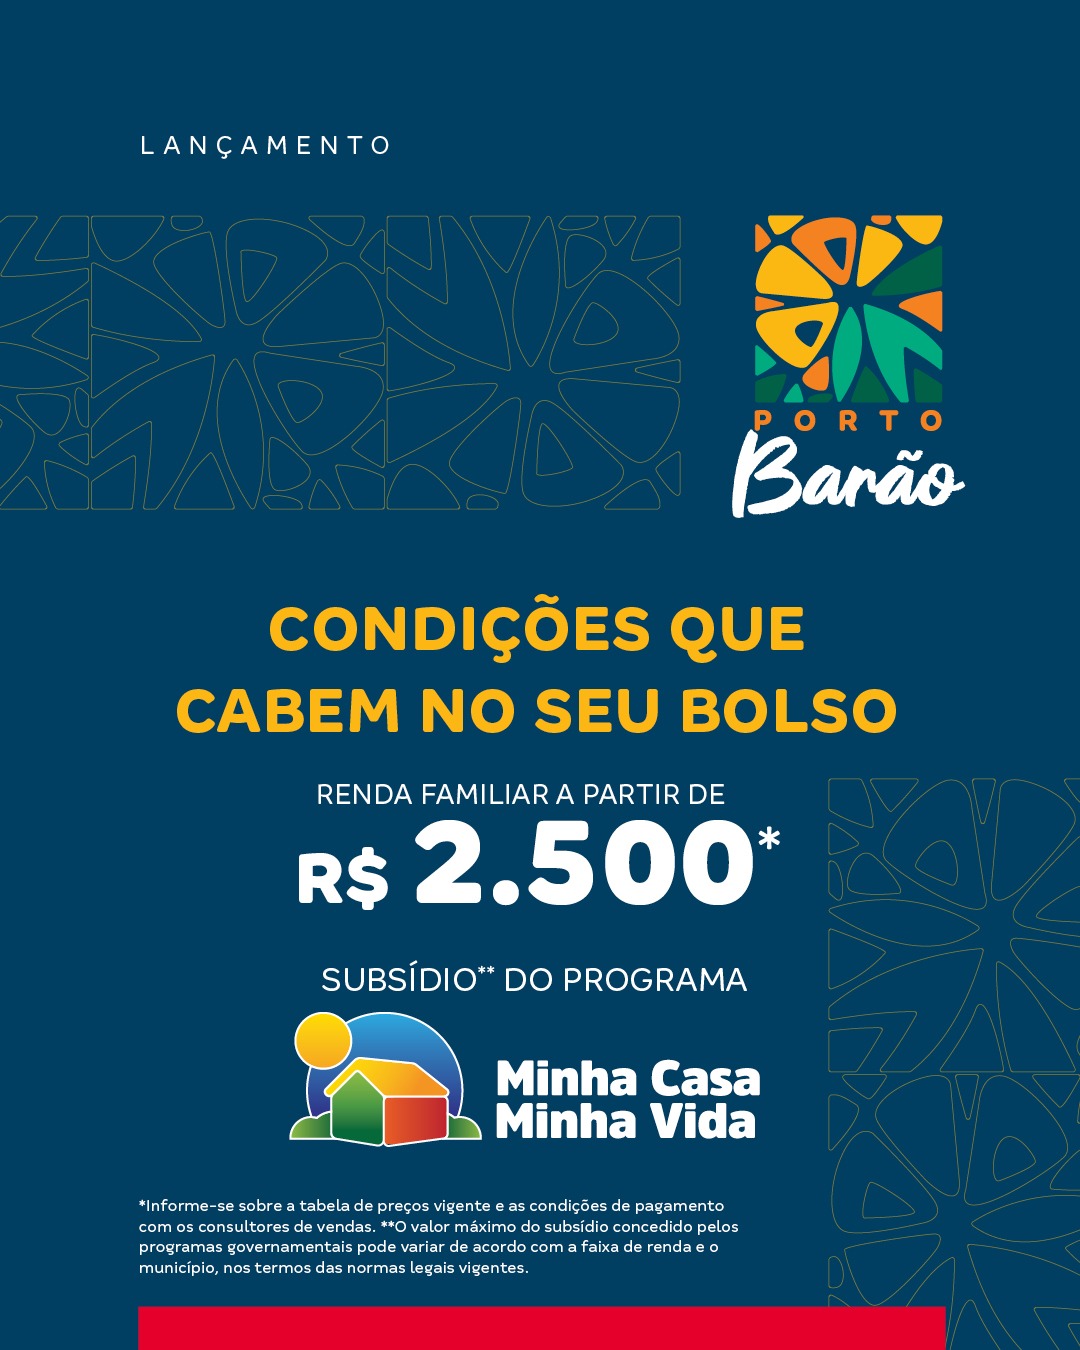 LANÇAMENTO
PORTO
Barão
CONDIÇÕES QUE
CABEM NO SEU BOLSO
RENDA FAMILIAR A PARTIR DE
R$ 2.500*
SUBSÍDIO** DO PROGRAMA
Minha Casa
Minha Vida
*Informe-se sobre a tabela de preços vigente e as condições de pagamento
com os consultores de vendas. **O valor máximo do subsídio concedido pelos
programas governamentais pode variar de acordo com a faixa de renda e o
município, nos termos das normas legais vigentes.